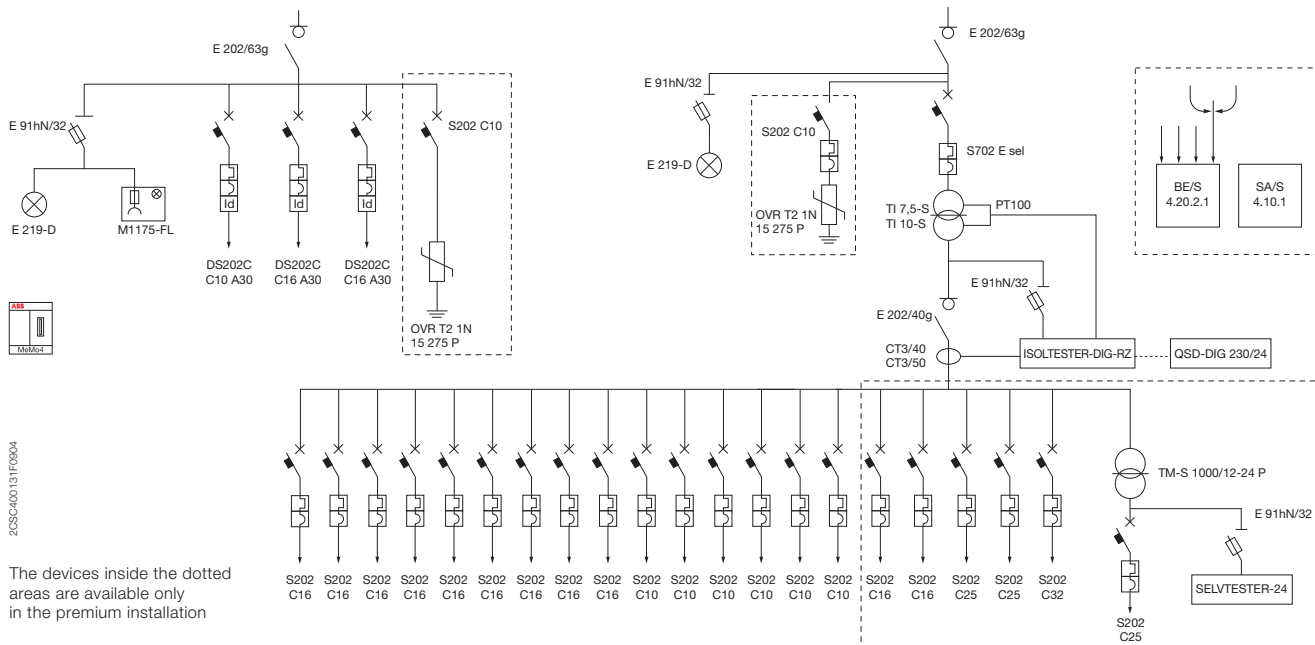 E 202/63g
E 91hN/32
E 219-D
M1175-FL
Id
Id
Id
DS202C
C10 A30
DS202C
C16 A30
DS202C
C16 A30
S202 C10
OVR T2 1N
15 275 P
ABB
MeMo4
E 202/63g
E 91hN/32
E 219-D
S202 C10
OVR T2 1N
15 275 P
S702 E sel
TI 7,5-S
TI 10-S
PT100
E 91hN/32
E 202/40g
CT3/40
CT3/50
ISOLTESTER-DIG-RZ
QSD-DIG 230/24
BE/S
4.20.2.1
SA/S
4.10.1
S202
C16
S202
C16
S202
C16
S202
C16
S202
C16
S202
C16
S202
C16
S202
C16
S202
C16
S202
C10
S202
C10
S202
C10
S202
C10
S202
C10
S202
C10
S202
C16
S202
C16
S202
C25
S202
C25
S202
C32
TM-S 1000/12-24 P
E 91hN/32
SELVTESTER-24
S202
C25
2CSC400131F0904
The devices inside the dotted
areas are available only
in the premium installation